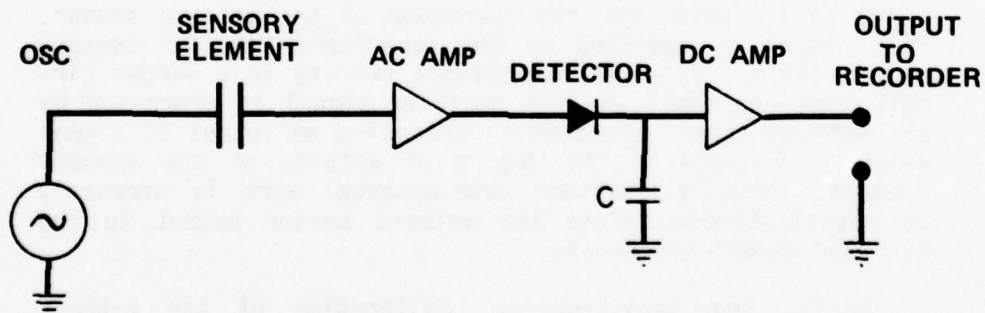 OSC
SENSORY
ELEMENT
AC AMP
DETECTOR
DC AMP
OUTPUT
TO
RECORDER
C